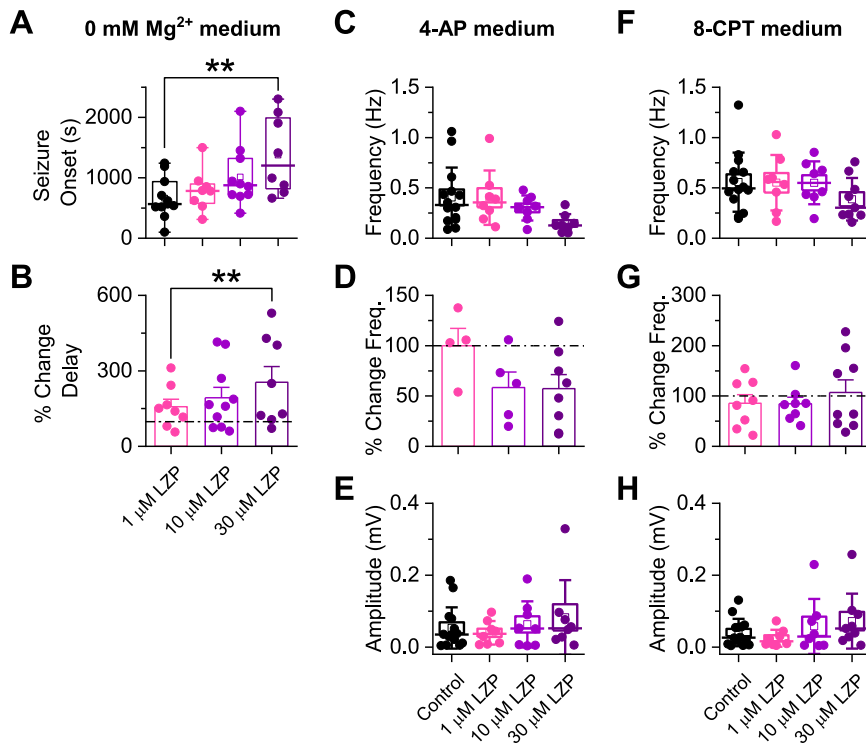 A
0 mM Mg²⁺ medium
**
Seizure
Onset (s)
2000
1000
0
B
**
% Change
Delay
600
300
0
1 μM LZP
10 μM LZP
30 μM LZP
C
4-AP medium
Frequency (Hz)
1.5
1.0
0.5
0.0
D
% Change Freq.
150
100
50
0
E
Amplitude (mV)
0.4
0.2
0.0
Control
1 μM LZP
10 μM LZP
30 μM LZP
F
8-CPT medium
Frequency (Hz)
1.5
1.0
0.5
0.0
G
% Change Freq.
300
200
100
0
H
Amplitude (mV)
0.4
0.2
0.0
Control
1 μM LZP
10 μM LZP
30 μM LZP